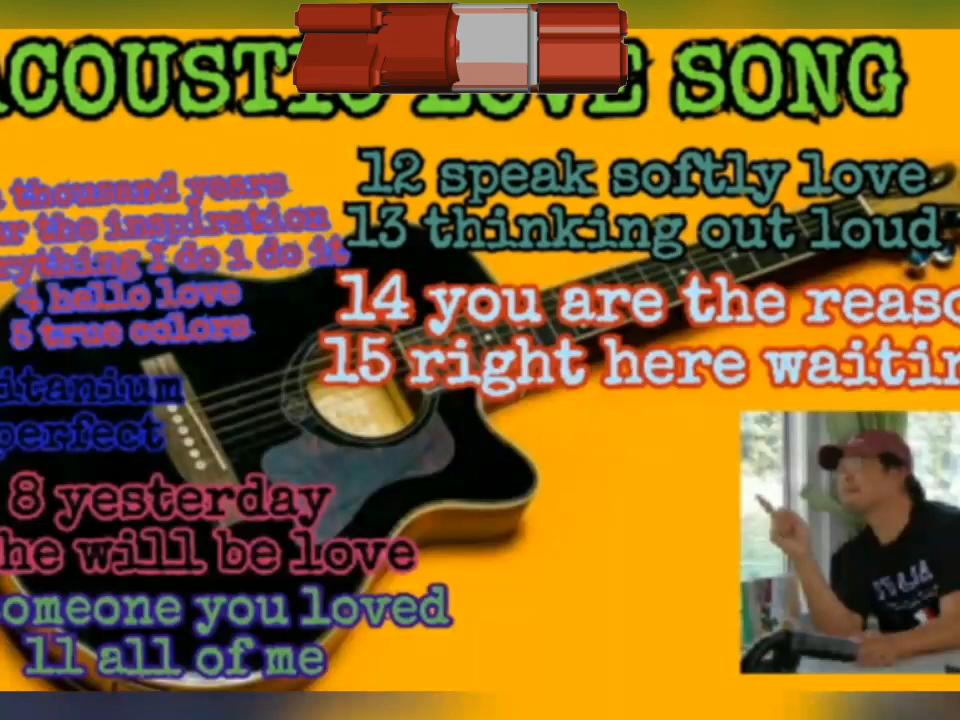 ACOUSTIC LOVE SONG
thousand years
the inspiration
rything I do i do it
4 hello love
5 true colors
itanium
perfect
8 yesterday
he will be love
omeone you loved
11 all of me
12 speak softly love
13 thinking out loud
14 you are the reaso
15 right here waitin